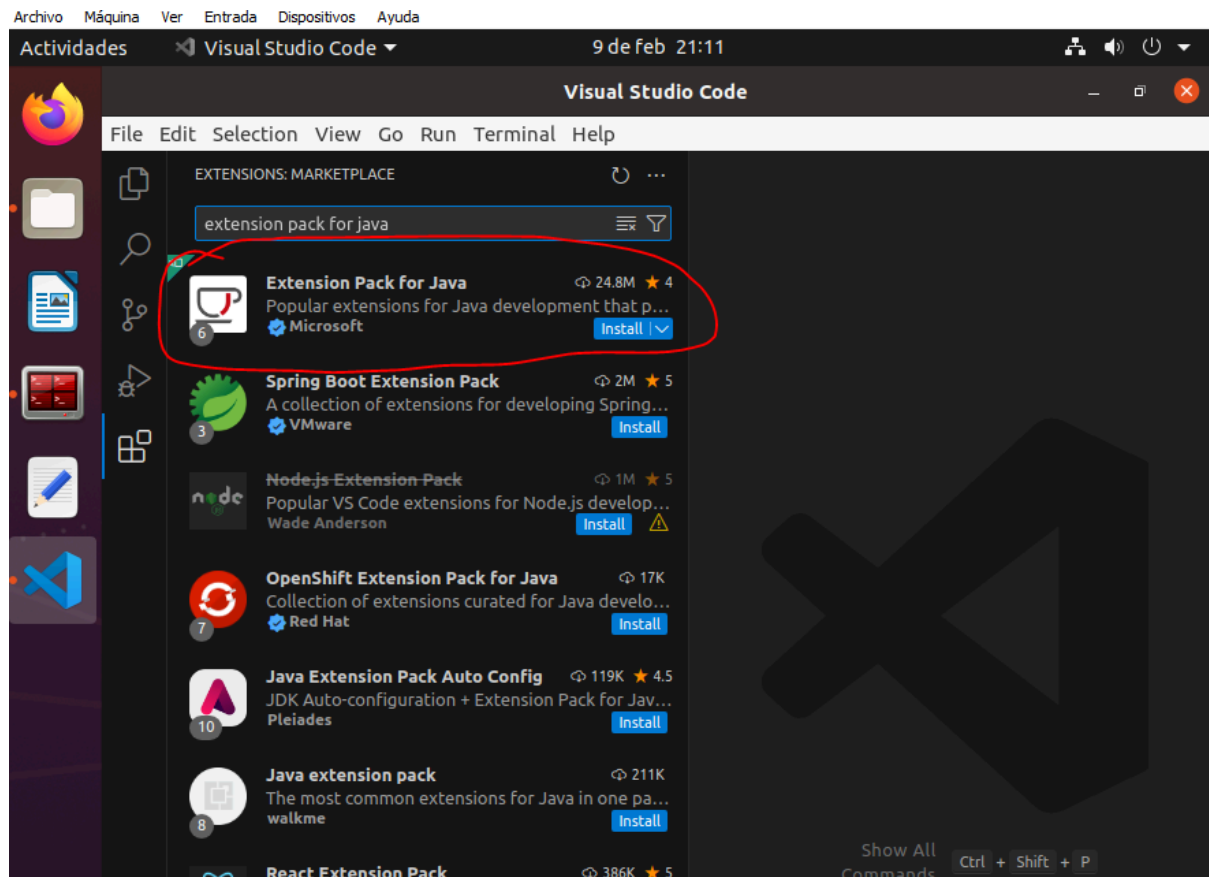 Archivo Máquina Ver Entrada Dispositivos Ayuda
Actividades Visual Studio Code 9 de feb 21:11
Visual Studio Code
File Edit Selection View Go Run Terminal Help
EXTENSIONS: MARKETPLACE
extension pack for java
Extension Pack for Java 24.8M 4
Popular extensions for Java development that p...
6 Microsoft Install
Spring Boot Extension Pack 2M 5
A collection of extensions for developing Spring...
3 VMware Install
Node.js Extension Pack 1M 5
node Popular VS Code extensions for Node.js develop...
Wade Anderson Install
OpenShift Extension Pack for Java 17K
Collection of extensions curated for Java develo...
7 Red Hat Install
Java Extension Pack Auto Config 119K 4.5
JDK Auto-configuration + Extension Pack for Jav...
10 Pleiades Install
Java extension pack 211K
The most common extensions for Java in one pa...
8 walkme Install
Show All Ctrl + Shift + P
Commands
React Extension Pack 386K 5